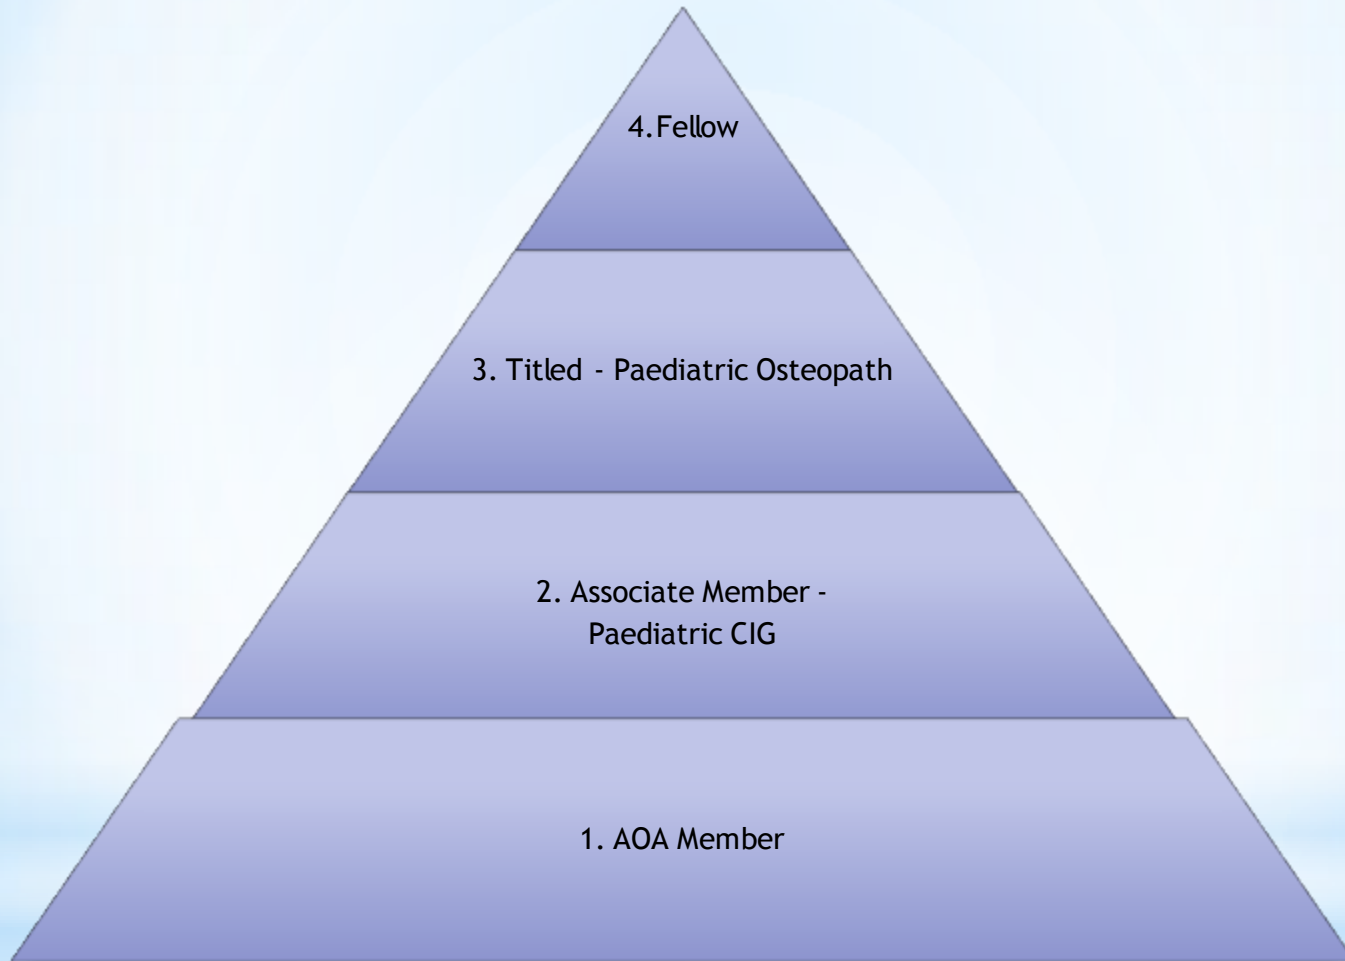 4.Fellow
3. Titled - Paediatric Osteopath
2. Associate Member -
Paediatric CIG
1. AOA Member